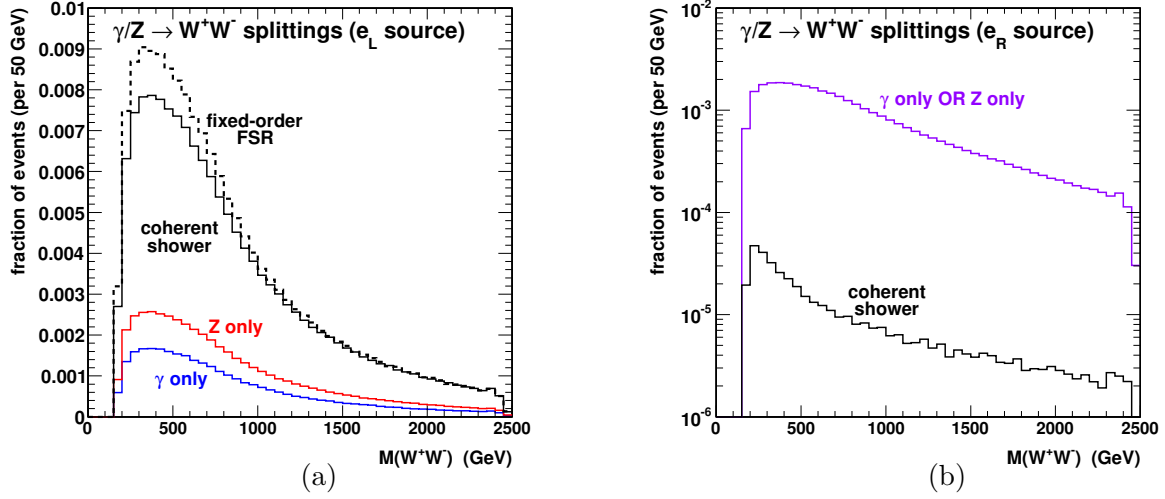 γ/Z → W⁺W⁻ splittings (e_L source)
fraction of events (per 50 GeV)
0.01
0.009
0.008
0.007
0.006
0.005
0.004
0.003
0.002
0.001
0
fixed-order
FSR
coherent
shower
Z only
γ only
0 500 1000 1500 2000 2500
M(W⁺W⁻) (GeV)
(a)
γ/Z → W⁺W⁻ splittings (e_R source)
fraction of events (per 50 GeV)
10⁻²
10⁻³
10⁻⁴
10⁻⁵
10⁻⁶
γ only OR Z only
coherent
shower
0 500 1000 1500 2000 2500
M(W⁺W⁻) (GeV)
(b)